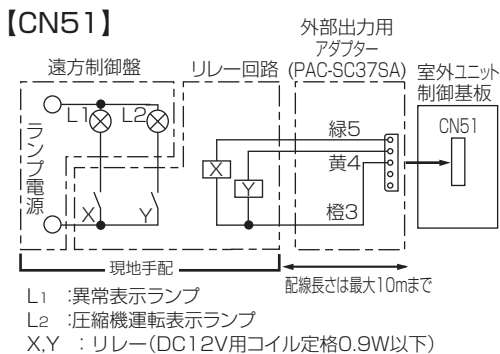 【CN51】
外部出力用
アダプター
(PAC-SC37SA)
遠方制御盤
リレー回路
室外ユニット
制御基板
L1
L2
CN51
ランプ電源
緑5
黄4
橙3
X
Y
X
Y
現地手配
配線長さは最大10mまで
L1 :異常表示ランプ
L2 :圧縮機運転表示ランプ
X,Y :リレー(DC12V用コイル定格0.9W以下)